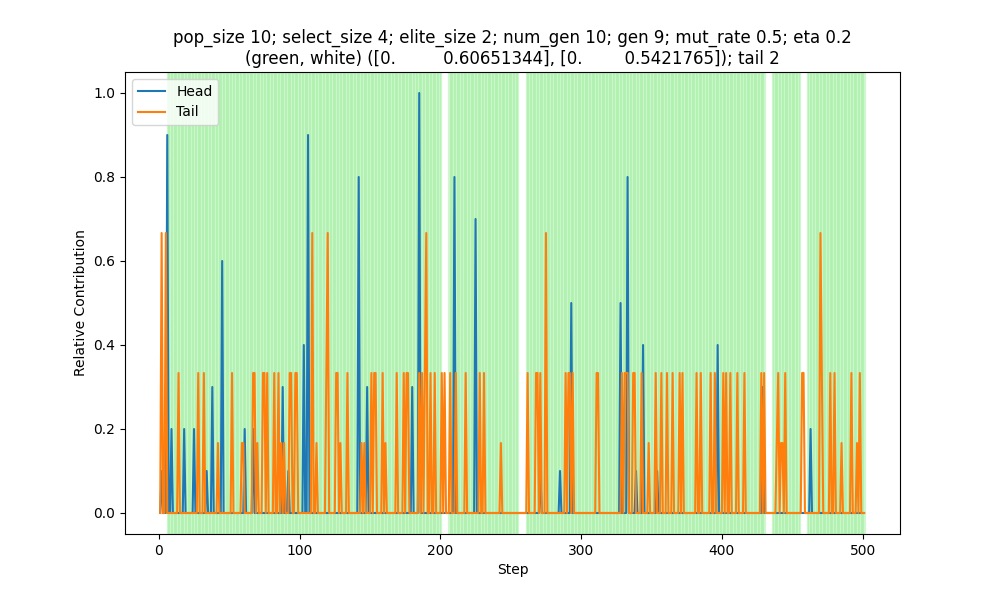 pop_size 10; select_size 4; elite_size 2; num_gen 10; gen 9; mut_rate 0.5; eta 0.2
(green, white) ([0.         0.60651344], [0.        0.5421765]); tail 2
Head
Tail
1.0
0.8
0.6
0.4
0.2
0.0
Relative Contribution
0 100 200 300 400 500
Step